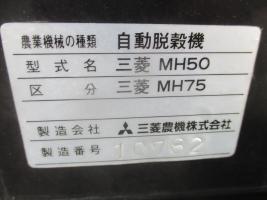 農業機械の種類 自動脱穀機
型式名 三菱 MH50
区分 三菱 MH75
製造会社 三菱農機株式会社
製造番号 10762